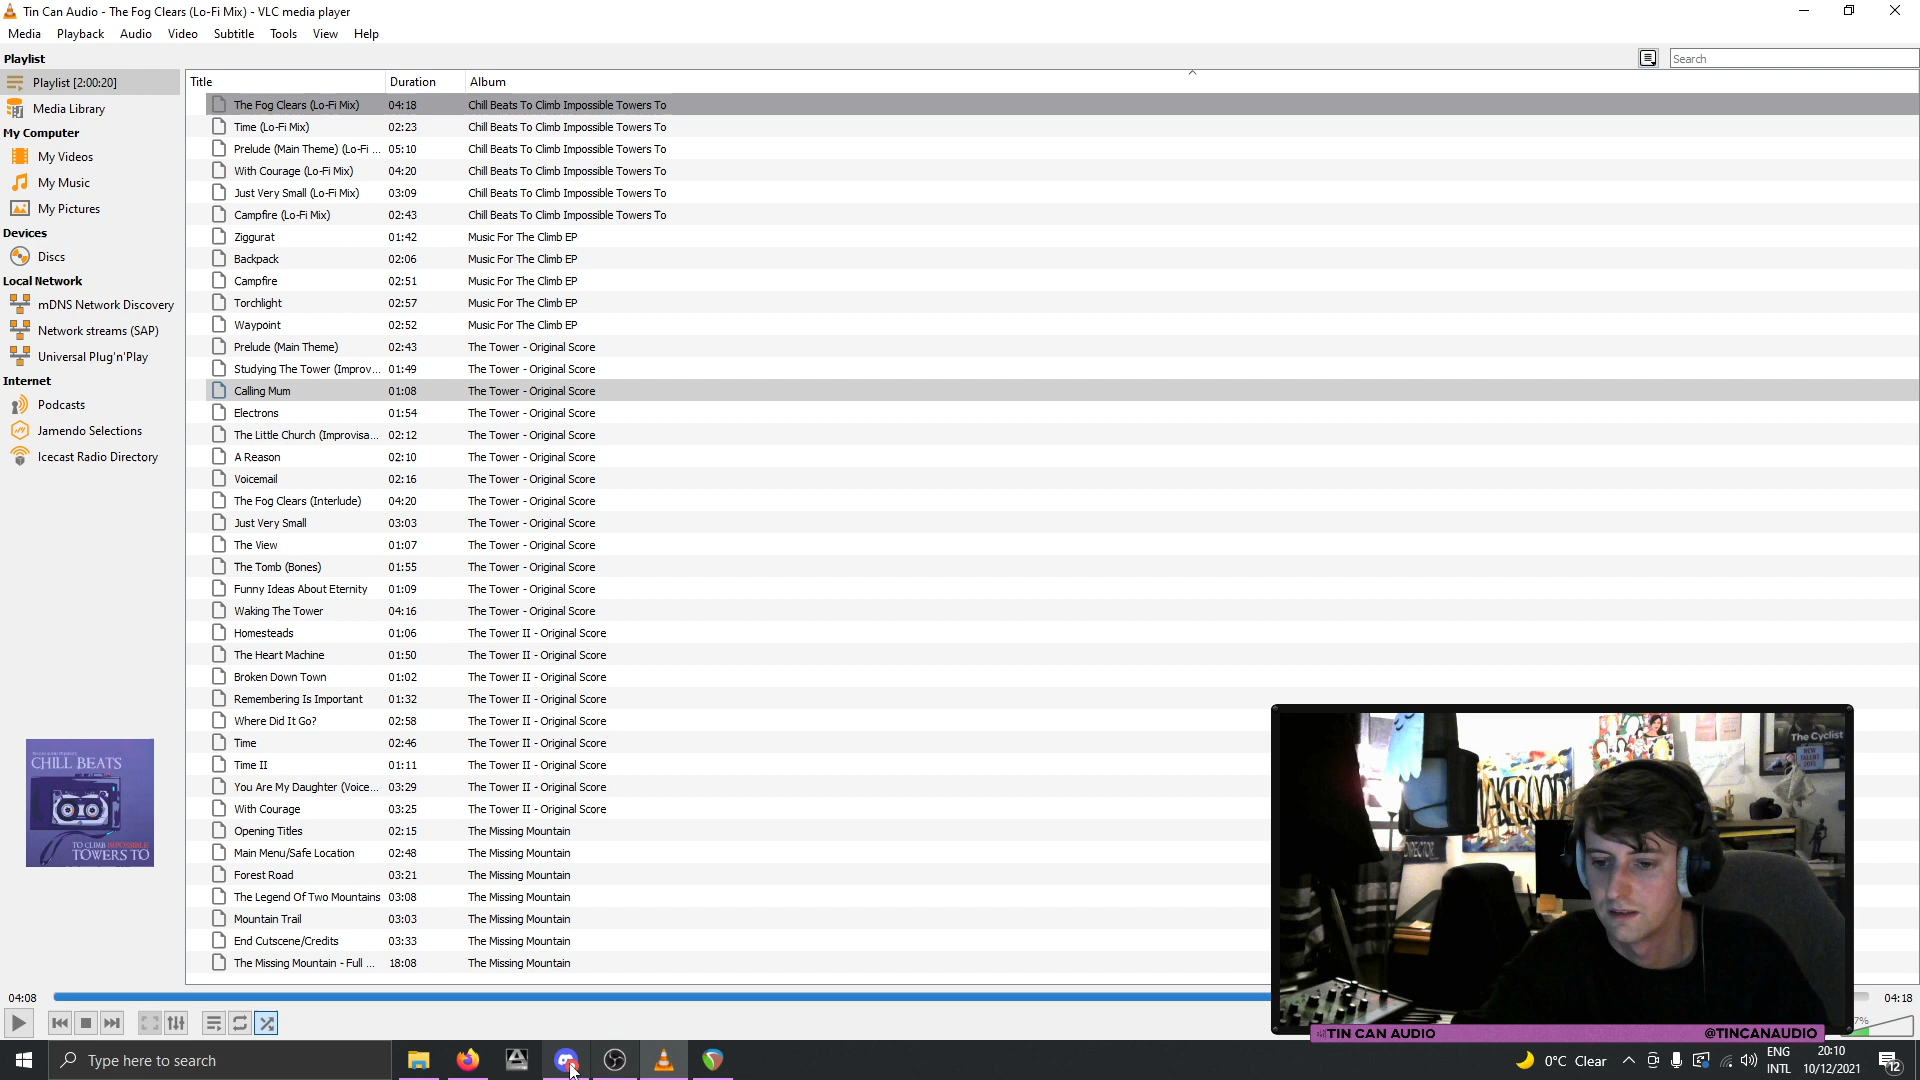 Tin Can Audio - The Fog Clears (Lo-Fi Mix) - VLC media player
Media Playback Audio Video Subtitle Tools View Help
Playlist
Search
Playlist [2:00:20]
Media Library
My Computer
My Videos
My Music
My Pictures
Devices
Discs
Local Network
mDNS Network Discovery
Network streams (SAP)
Universal Plug'n'Play
Internet
Podcasts
Jamendo Selections
Icecast Radio Directory
Title Duration Album
The Fog Clears (Lo-Fi Mix) 04:18 Chill Beats To Climb Impossible Towers To
Time (Lo-Fi Mix) 02:23 Chill Beats To Climb Impossible Towers To
Prelude (Main Theme) (Lo-Fi ... 05:10 Chill Beats To Climb Impossible Towers To
With Courage (Lo-Fi Mix) 04:20 Chill Beats To Climb Impossible Towers To
Just Very Small (Lo-Fi Mix) 03:09 Chill Beats To Climb Impossible Towers To
Campfire (Lo-Fi Mix) 02:43 Chill Beats To Climb Impossible Towers To
Ziggurat 01:42 Music For The Climb EP
Backpack 02:06 Music For The Climb EP
Campfire 02:51 Music For The Climb EP
Torchlight 02:57 Music For The Climb EP
Waypoint 02:52 Music For The Climb EP
Prelude (Main Theme) 02:43 The Tower - Original Score
Studying The Tower (Improv... 01:49 The Tower - Original Score
Calling Mum 01:08 The Tower - Original Score
Electrons 01:54 The Tower - Original Score
The Little Church (Improvisa... 02:12 The Tower - Original Score
A Reason 02:10 The Tower - Original Score
Voicemail 02:16 The Tower - Original Score
The Fog Clears (Interlude) 04:20 The Tower - Original Score
Just Very Small 03:03 The Tower - Original Score
The View 01:07 The Tower - Original Score
The Tomb (Bones) 01:55 The Tower - Original Score
Funny Ideas About Eternity 01:09 The Tower - Original Score
Waking The Tower 04:16 The Tower - Original Score
Homesteads 01:06 The Tower II - Original Score
The Heart Machine 01:50 The Tower II - Original Score
Broken Down Town 01:02 The Tower II - Original Score
Remembering Is Important 01:32 The Tower II - Original Score
Where Did It Go? 02:58 The Tower II - Original Score
Time 02:46 The Tower II - Original Score
Time II 01:11 The Tower II - Original Score
You Are My Daughter (Voice... 03:29 The Tower II - Original Score
With Courage 03:25 The Tower II - Original Score
Opening Titles 02:15 The Missing Mountain
Main Menu/Safe Location 02:48 The Missing Mountain
Forest Road 03:21 The Missing Mountain
The Legend Of Two Mountains 03:08 The Missing Mountain
Mountain Trail 03:03 The Missing Mountain
End Cutscene/Credits 03:33 The Missing Mountain
The Missing Mountain - Full ... 18:08 The Missing Mountain
CHILL BEATS
TO CLIMB IMPOSSIBLE
TOWERS TO
The Cyclist
NEW
TALENT
DIRECTOR
TIN CAN AUDIO @TINCANAUDIO
04:08 04:18
7%
Type here to search
0°C Clear
ENG
INTL
20:10
10/12/2021
12